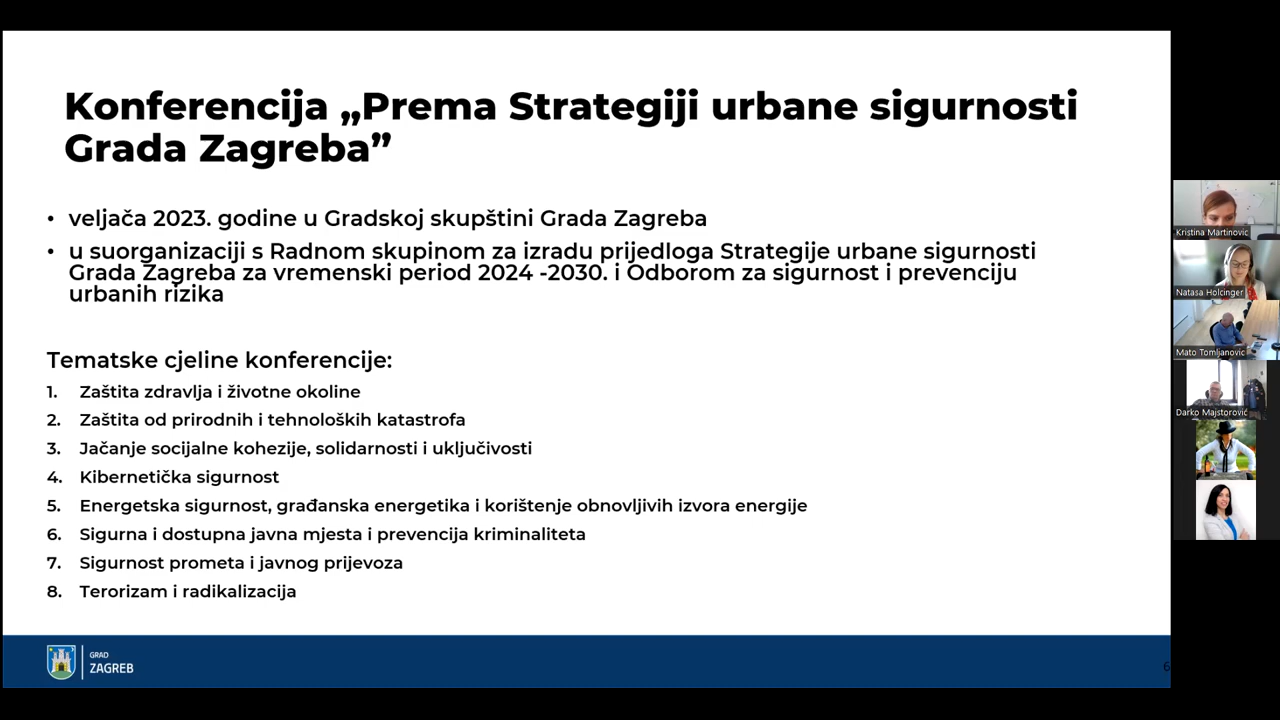 Konferencija „Prema Strategiji urbane sigurnosti
Grada Zagreba”
• veljača 2023. godine u Gradskoj skupštini Grada Zagreba
• u suorganizaciji s Radnom skupinom za izradu prijedloga Strategije urbane sigurnosti
Grada Zagreba za vremenski period 2024 -2030. i Odborom za sigurnost i prevenciju
urbanih rizika
Tematske cjeline konferencije:
1. Zaštita zdravlja i životne okoline
2. Zaštita od prirodnih i tehnoloških katastrofa
3. Jačanje socijalne kohezije, solidarnosti i uključivosti
4. Kibernetička sigurnost
5. Energetska sigurnost, građanska energetika i korištenje obnovljivih izvora energije
6. Sigurna i dostupna javna mjesta i prevencija kriminaliteta
7. Sigurnost prometa i javnog prijevoza
8. Terorizam i radikalizacija
GRAD
ZAGREB
6
Kristina Martinovic
Natasa Holcinger
Mato Tomljanovic
Darko Majstorović